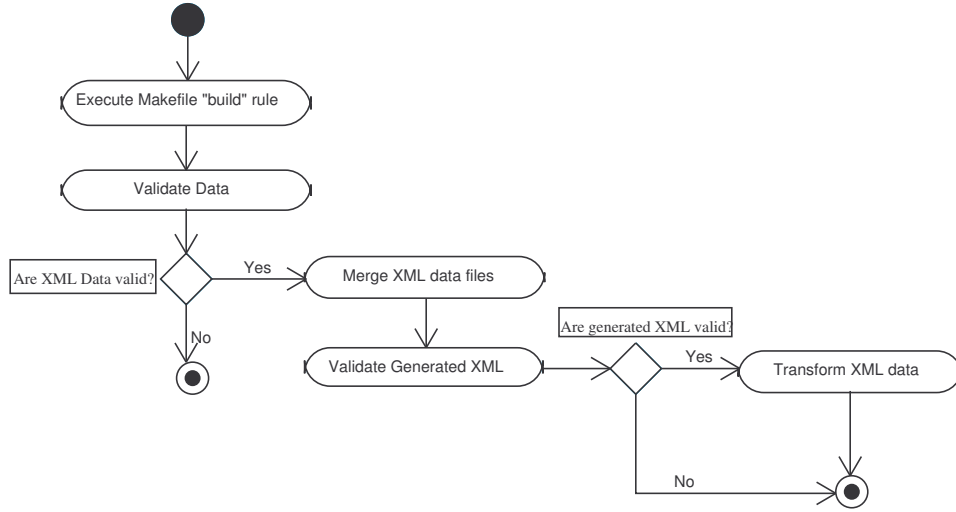 Execute Makefile "build" rule
Validate Data
Are XML Data valid?
Yes
No
Merge XML data files
Validate Generated XML
Are generated XML valid?
Yes
No
Transform XML data